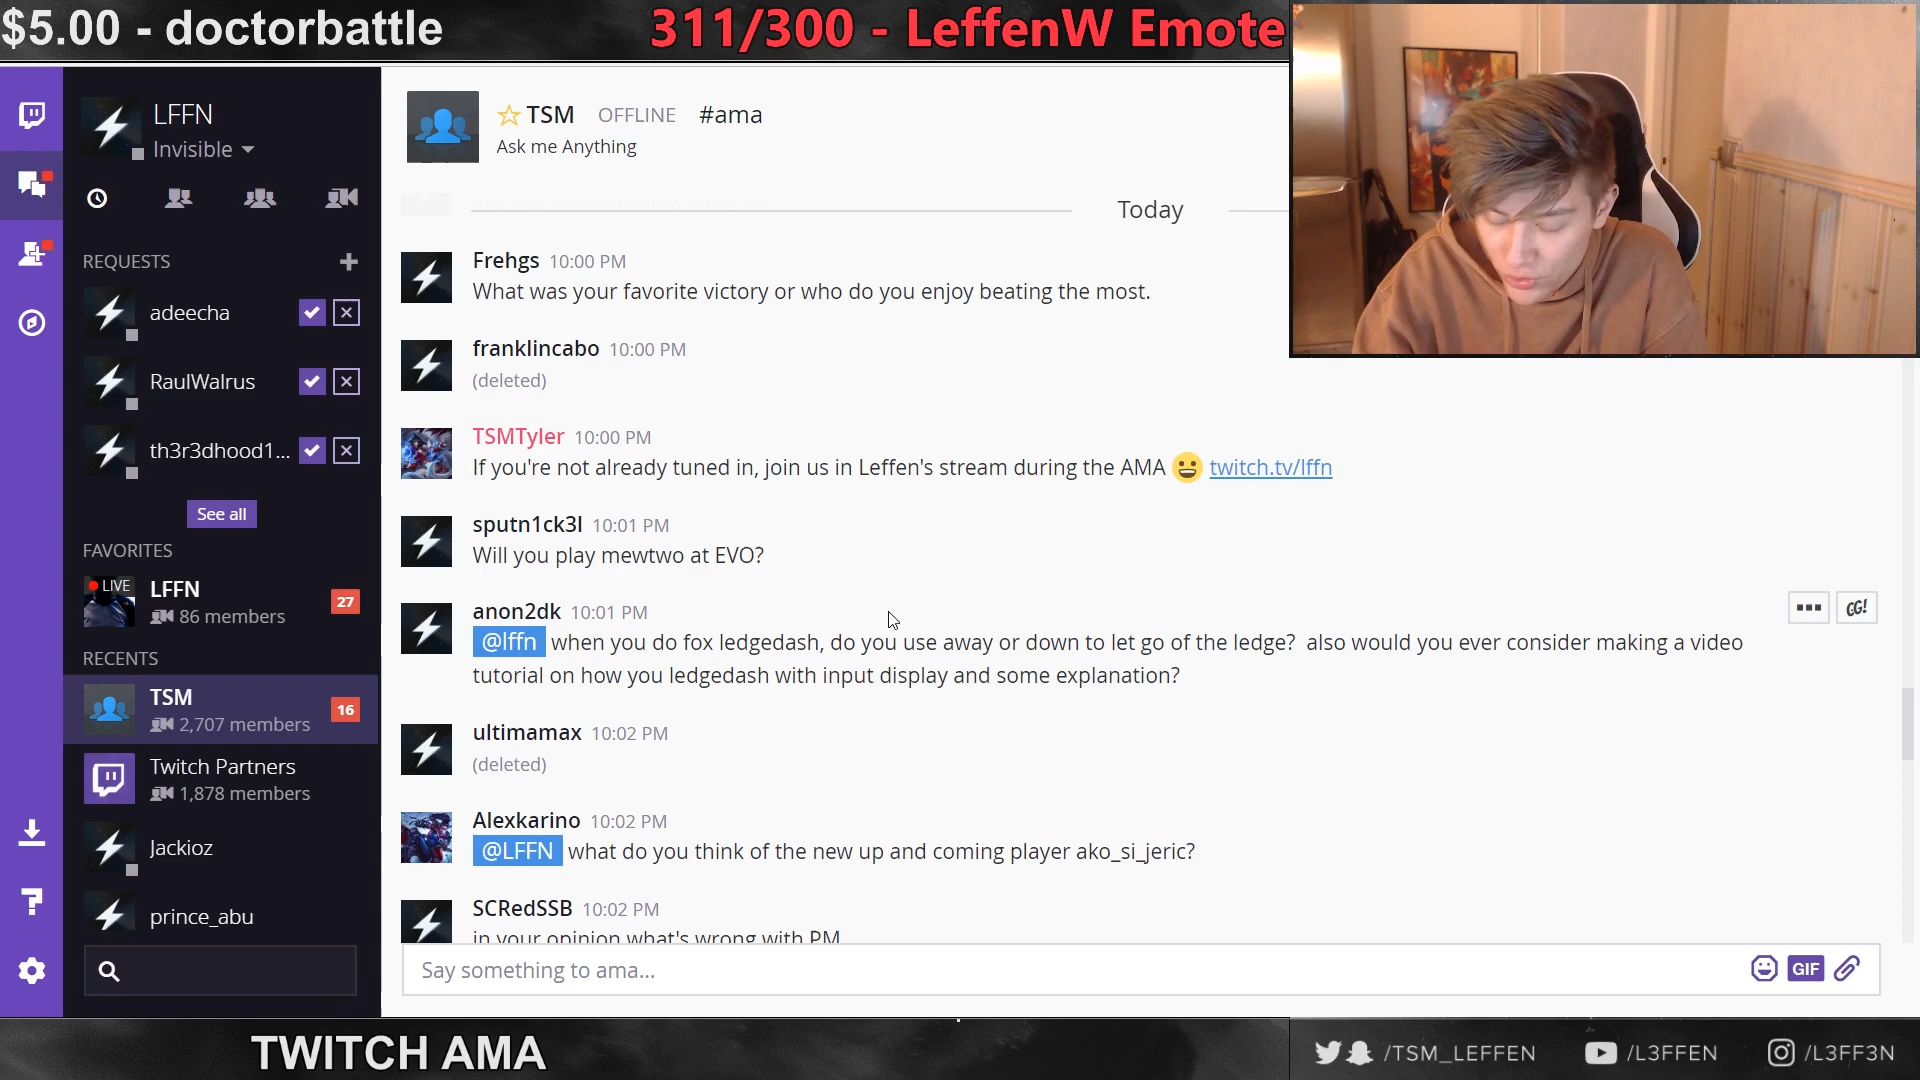 $5.00 - doctorbattle
311/300 - LeffenW Emote
LFFN
Invisible
REQUESTS
adeecha
RaulWalrus
th3r3dhood1...
See all
FAVORITES
LIVE
LFFN
86 members
27
RECENTS
TSM
2,707 members
16
Twitch Partners
1,878 members
Jackioz
prince_abu
TSM OFFLINE #ama
Ask me Anything
Today
Frehgs 10:00 PM
What was your favorite victory or who do you enjoy beating the most.
franklincabo 10:00 PM
(deleted)
TSMTyler 10:00 PM
If you're not already tuned in, join us in Leffen's stream during the AMA twitch.tv/lffn
sputn1ck3l 10:01 PM
Will you play mewtwo at EVO?
anon2dk 10:01 PM
GG!
@lffn when you do fox ledgedash, do you use away or down to let go of the ledge? also would you ever consider making a video
tutorial on how you ledgedash with input display and some explanation?
ultimamax 10:02 PM
(deleted)
Alexkarino 10:02 PM
@LFFN what do you think of the new up and coming player ako_si_jeric?
SCRedSSB 10:02 PM
in your opinion what's wrong with PM
Say something to ama...
GIF
TWITCH AMA
/TSM_LEFFEN
/L3FFEN
/L3FF3N